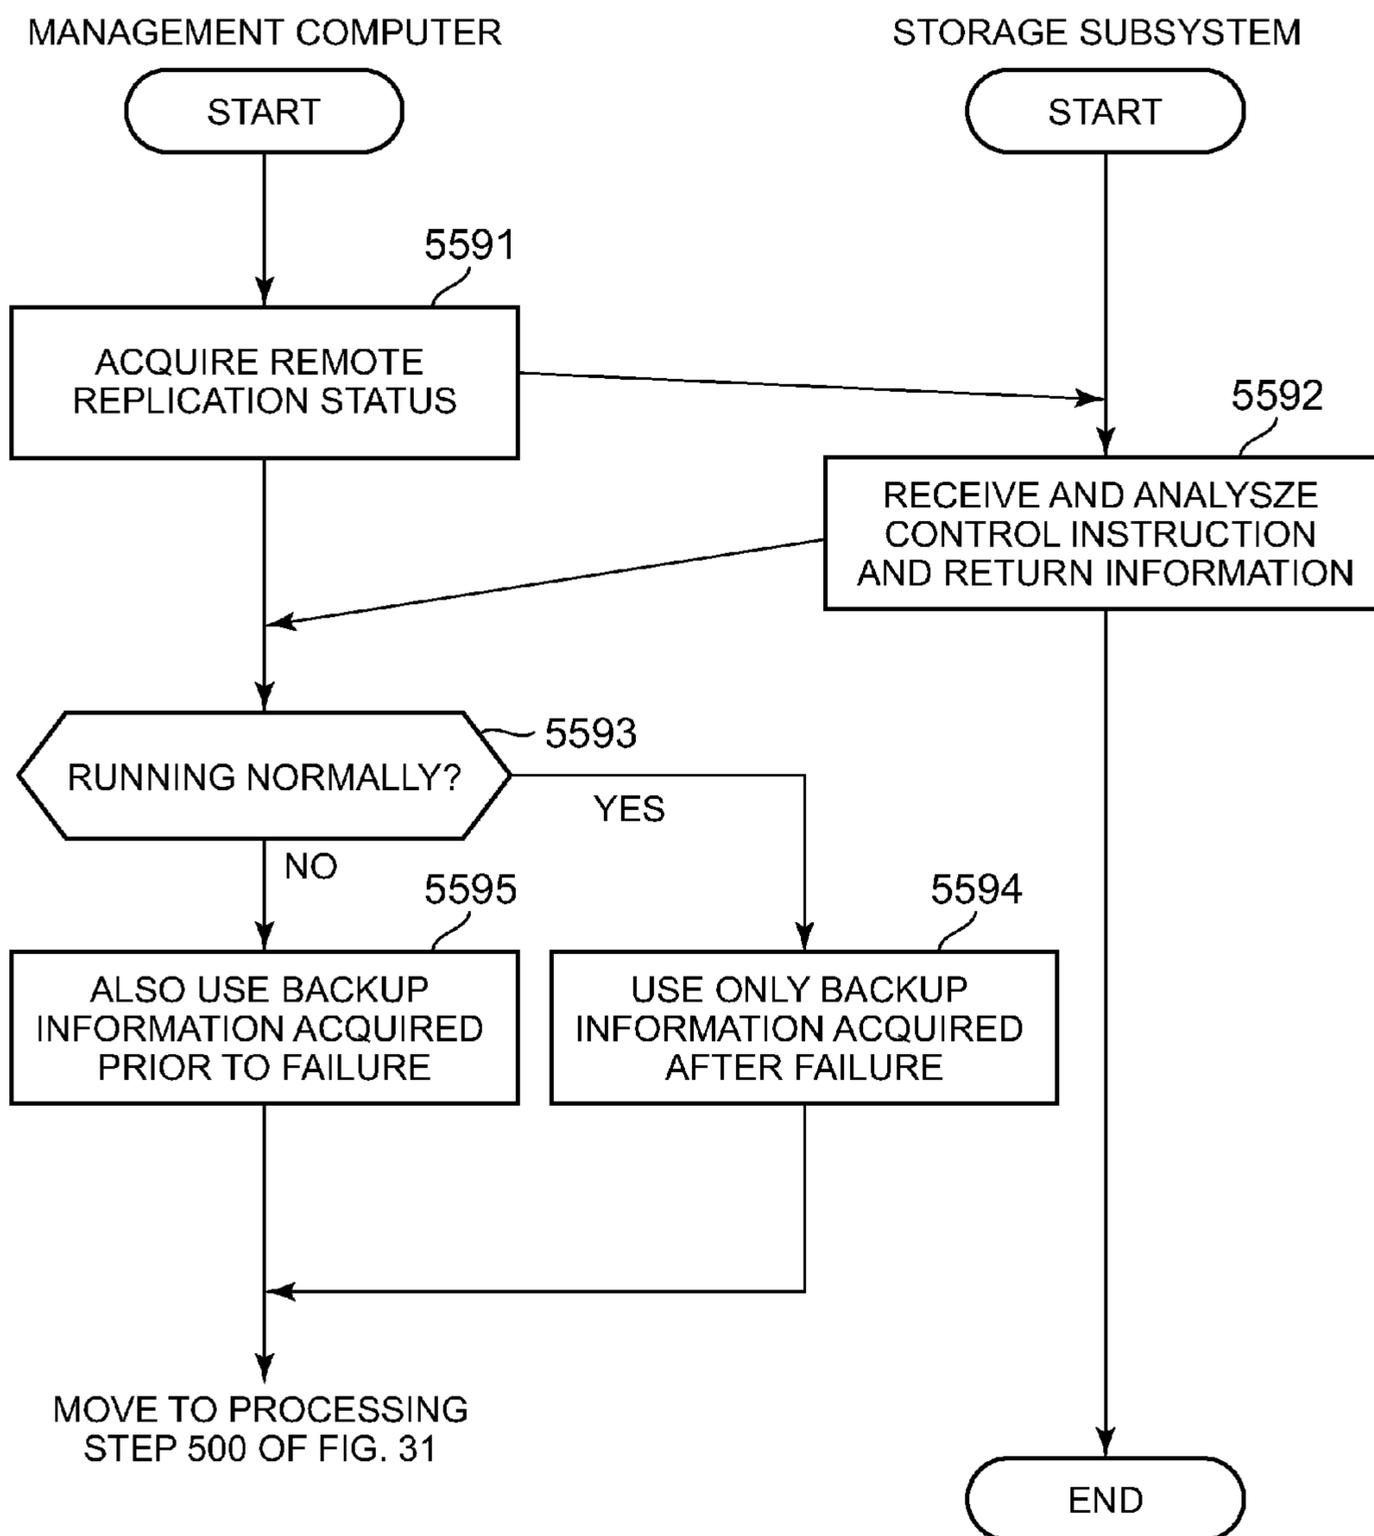 MANAGEMENT COMPUTER
STORAGE SUBSYSTEM
START
START
5591
ACQUIRE REMOTE
REPLICATION STATUS
5592
RECEIVE AND ANALYSZE
CONTROL INSTRUCTION
AND RETURN INFORMATION
5593
RUNNING NORMALLY?
YES
NO
5595
5594
ALSO USE BACKUP
INFORMATION ACQUIRED
PRIOR TO FAILURE
USE ONLY BACKUP
INFORMATION ACQUIRED
AFTER FAILURE
MOVE TO PROCESSING
STEP 500 OF FIG. 31
END